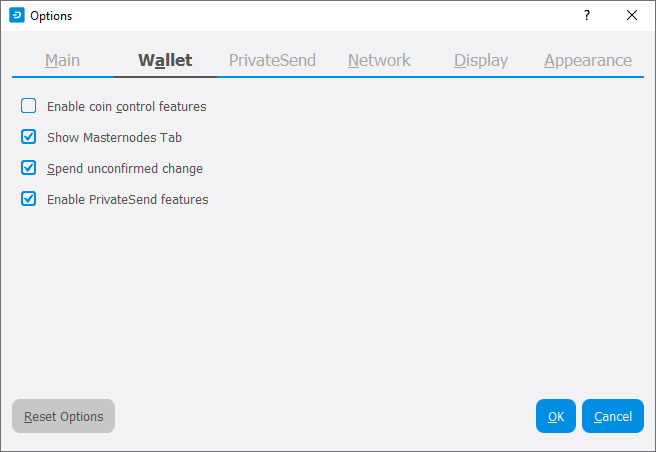 Options ?
Main Wallet PrivateSend Network Display Appearance
Enable coin control features
Show Masternodes Tab
Spend unconfirmed change
Enable PrivateSend features
Reset Options OK Cancel